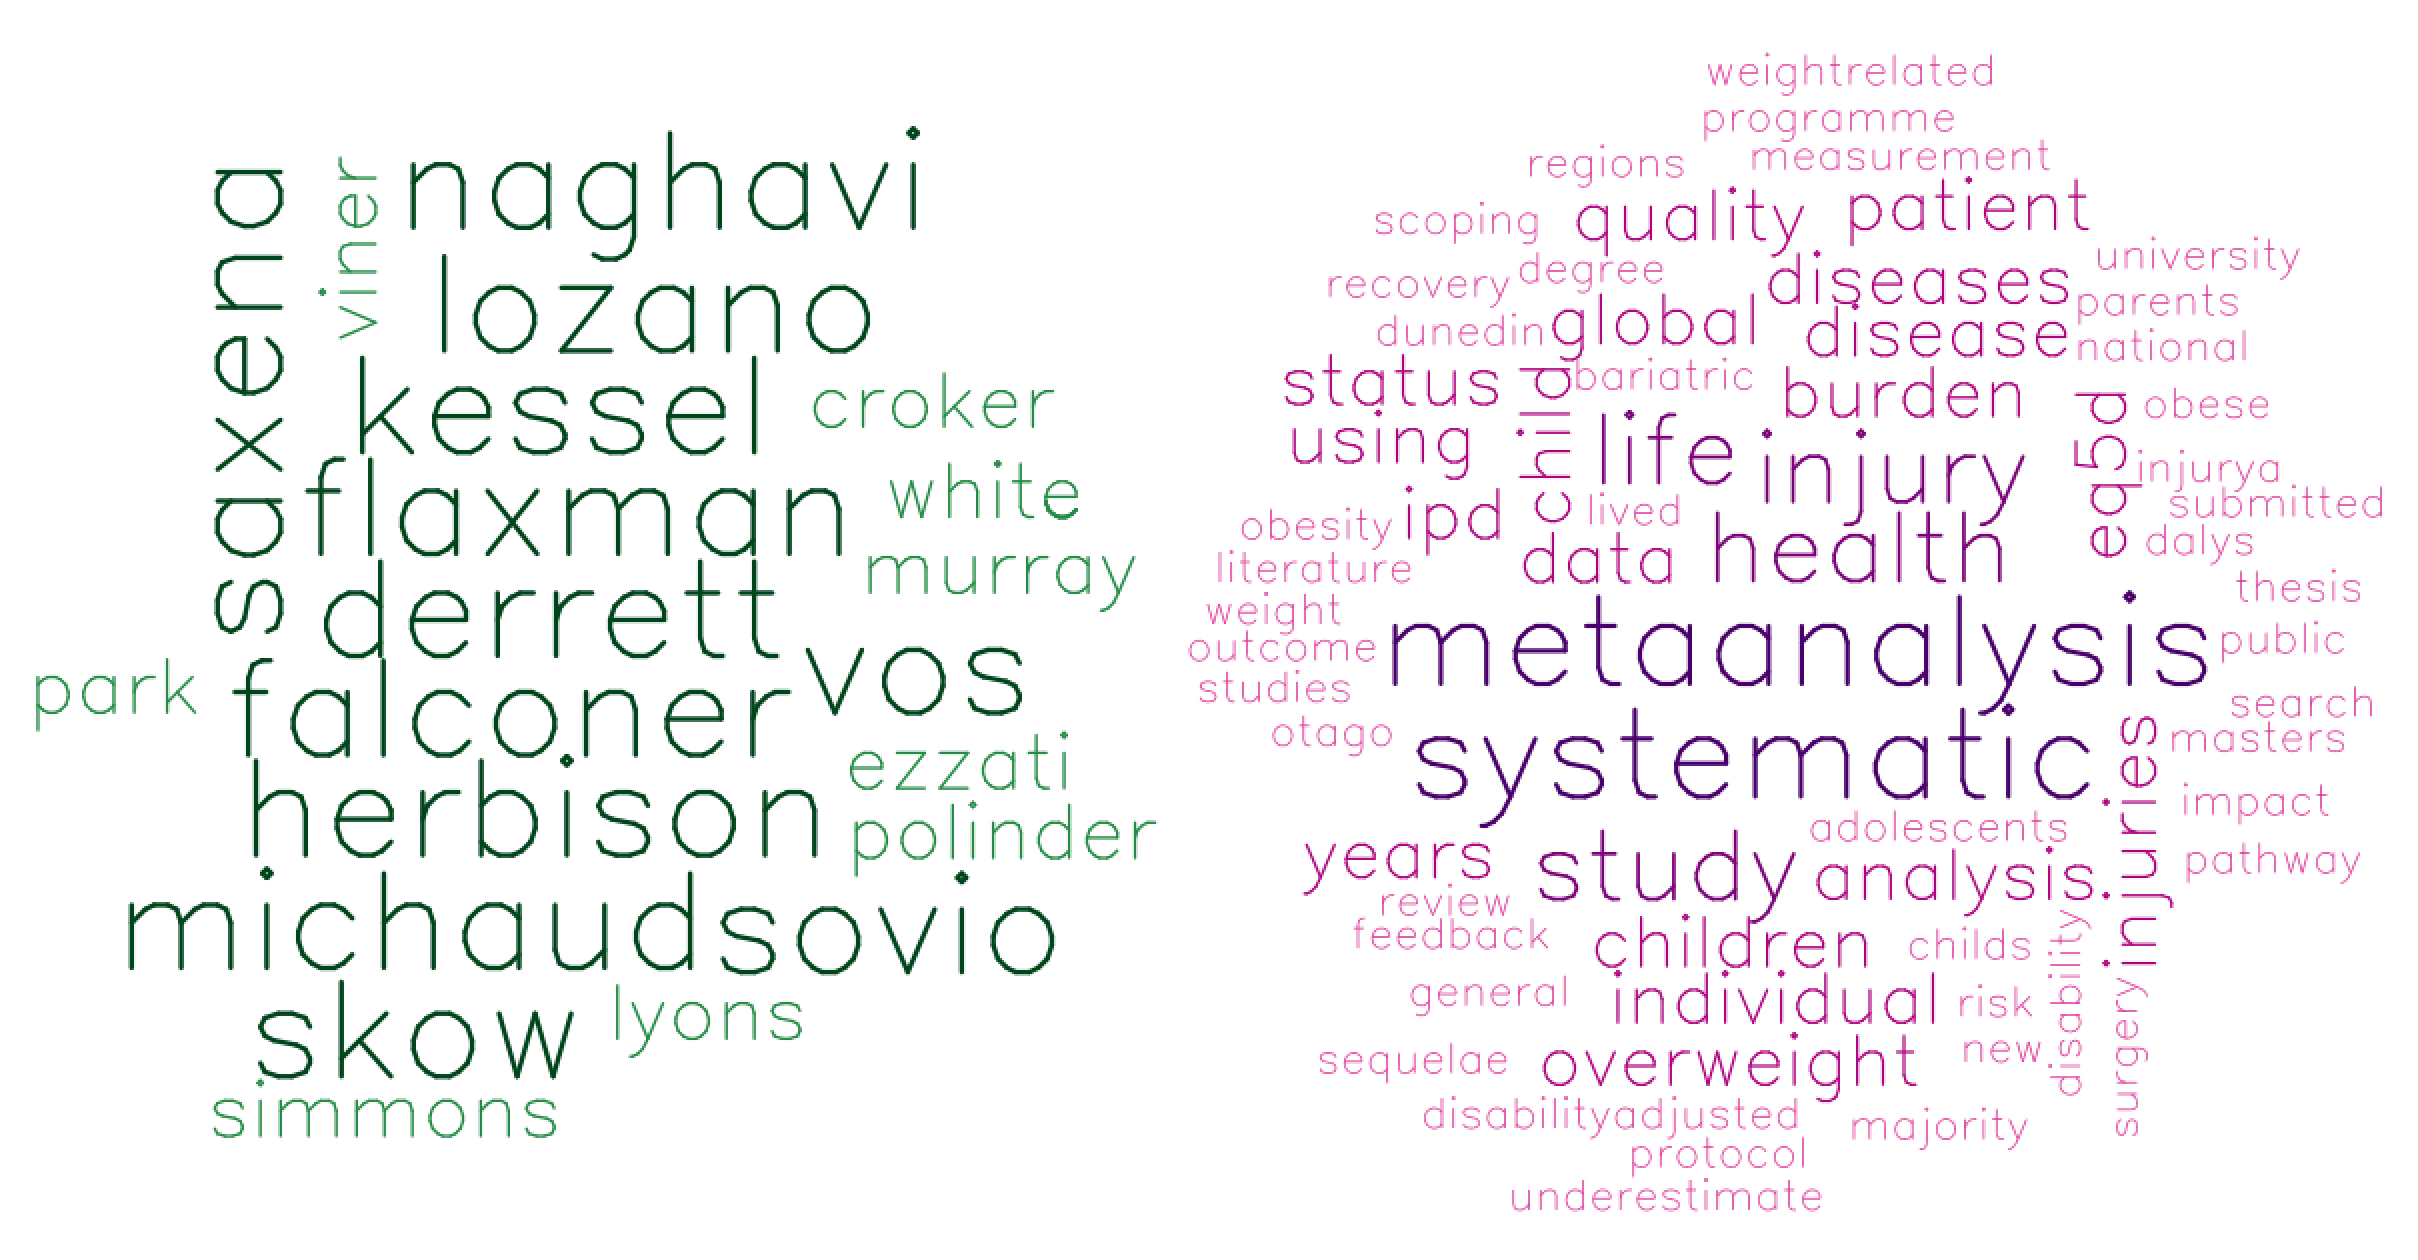 naghavi
saxena
viner
lozano
kessel
croker
flaxman
white
murray
derrett
vos
park
falconer
ezzati
herbison
polinder
michaud
sovio
skow
lyons
simmons
weightrelated
programme
regions
measurement
scoping
quality
patient
recovery
degree
diseases
university
parents
dunedin
global
disease
national
status
child
bariatric
burden
eq5d
obese
using
life
injury
injurya
submitted
obesity
ipd
lived
literature
data
health
dalys
thesis
weight
outcome
metaanalysis
public
studies
search
otago
systematic
masters
injuries
impact
adolescents
years
study
analysis
pathway
review
feedback
children
childs
disability
general
individual
risk
surgery
sequelae
overweight
new
disabilityadjusted
majority
protocol
underestimate